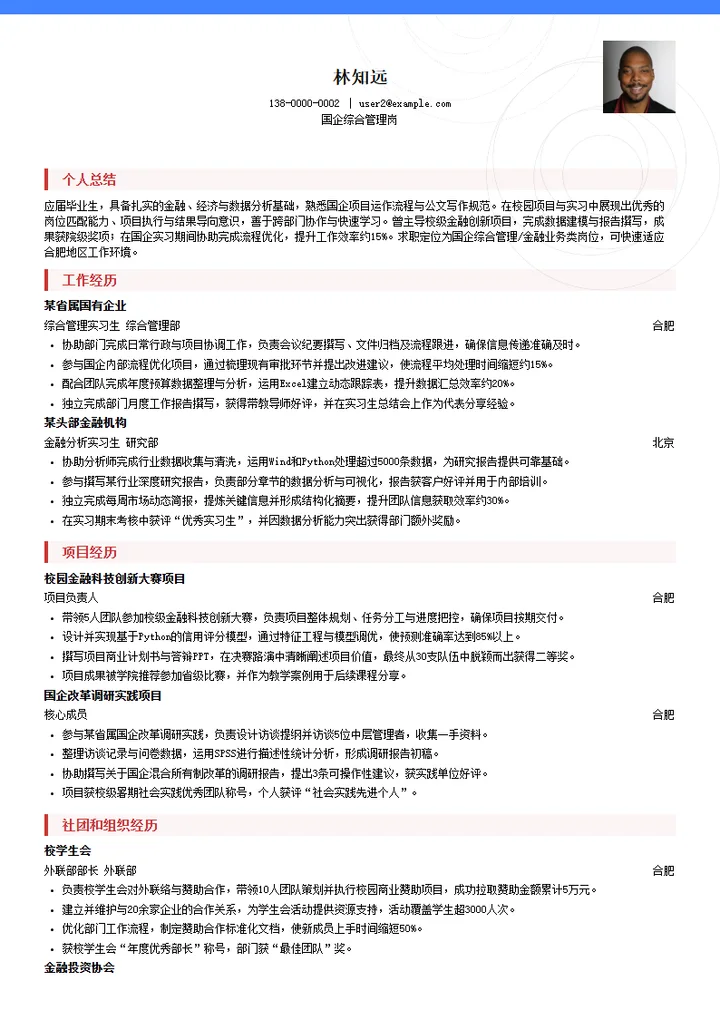 林知远
138-0000-0002 | user2@example.com
国企综合管理岗
个人总结
应届毕业生，具备扎实的金融、经济与数据分析基础，熟悉国企项目运作流程与公文写作规范。在校园项目与实习中展现出优秀的
岗位匹配能力、项目执行与结果导向意识，善于跨部门协作与快速学习。曾主导校级金融创新项目，完成数据建模与报告撰写，成
果获院级奖项；在国企实习期间协助完成流程优化，提升工作效率约15%。求职定位为国企综合管理/金融业务类岗位，可快速适应
合肥地区工作环境。
工作经历
某省属国有企业
综合管理实习生 综合管理部 合肥
• 协助部门完成日常行政与项目协调工作，负责会议纪要撰写、文件归档及流程跟进，确保信息传递准确及时。
• 参与国企内部流程优化项目，通过梳理现有审批环节并提出改进建议，使流程平均处理时间缩短约15%。
• 配合团队完成年度预算数据整理与分析，运用Excel建立动态跟踪表，提升数据汇总效率约20%。
• 独立完成部门月度工作报告撰写，获得带教导师好评，并在实习生总结会上作为代表分享经验。
某头部金融机构
金融分析实习生 研究部 北京
• 协助分析师完成行业数据收集与清洗，运用Wind和Python处理超过5000条数据，为研究报告提供可靠基础。
• 参与撰写某行业深度研究报告，负责部分章节的数据分析与可视化，报告获客户好评并用于内部培训。
• 独立完成每周市场动态简报，提炼关键信息并形成结构化摘要，提升团队信息获取效率约30%。
• 在实习期末考核中获评“优秀实习生”，并因数据分析能力突出获得部门额外奖励。
项目经历
校园金融科技创新大赛项目
项目负责人 合肥
• 带领5人团队参加校级金融科技创新大赛，负责项目整体规划、任务分工与进度把控，确保项目按期交付。
• 设计并实现基于Python的信用评分模型，通过特征工程与模型调优，使预测准确率达到85%以上。
• 撰写项目商业计划书与答辩PPT，在决赛路演中清晰阐述项目价值，最终从30支队伍中脱颖而出获得二等奖。
• 项目成果被学院推荐参加省级比赛，并作为教学案例用于后续课程分享。
国企改革调研实践项目
核心成员 合肥
• 参与某省属国企改革调研实践，负责设计访谈提纲并访谈5位中层管理者，收集一手资料。
• 整理访谈记录与问卷数据，运用SPSS进行描述性统计分析，形成调研报告初稿。
• 协助撰写关于国企混合所有制改革的调研报告，提出3条可操作性建议，获实践单位好评。
• 项目获校级暑期社会实践优秀团队称号，个人获评“社会实践先进个人”。
社团和组织经历
校学生会
外联部部长 外联部 合肥
• 负责校学生会对外联络与赞助合作，带领10人团队策划并执行校园商业赞助项目，成功拉取赞助金额累计5万元。
• 建立并维护与20余家企业的合作关系，为学生会活动提供资源支持，活动覆盖学生超3000人次。
• 优化部门工作流程，制定赞助合作标准化文档，使新成员上手时间缩短50%。
• 获校学生会“年度优秀部长”称号，部门获“最佳团队”奖。
金融投资协会